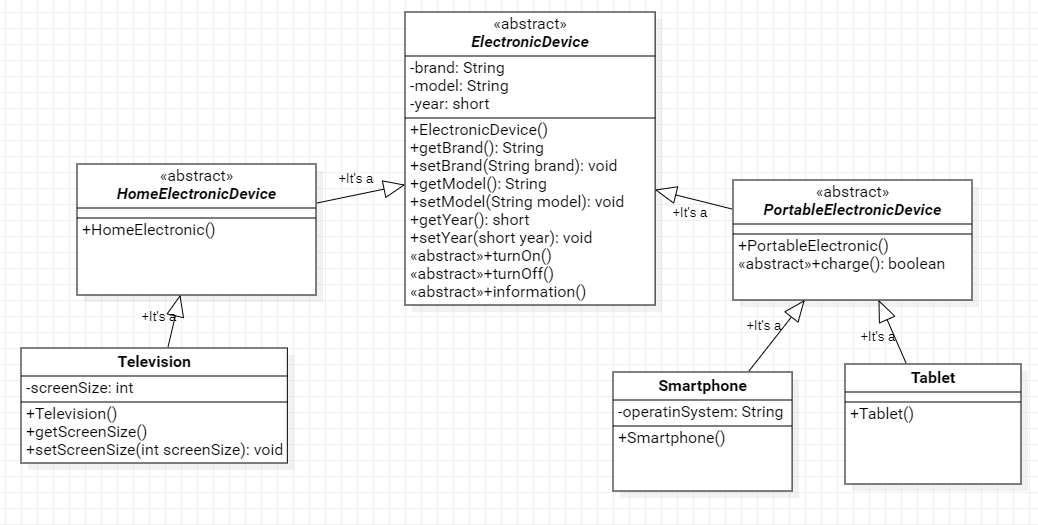 «abstract»
ElectronicDevice
-brand: String
-model: String
-year: short
+ElectronicDevice()
+getBrand(): String
+setBrand(String brand): void
+getModel(): String
+setModel(String model): void
+getYear(): short
+setYear(short year): void
«abstract»+turnOn()
«abstract»+turnOff()
«abstract»+information()
«abstract»
HomeElectronicDevice
+HomeElectronic()
+It's a
+It's a
«abstract»
PortableElectronicDevice
+PortableElectronic()
«abstract»+charge(): boolean
+It's a
Television
-screenSize: int
+Television()
+getScreenSize()
+setScreenSize(int screenSize): void
+It's a
+It's a
Smartphone
-operatinSystem: String
+Smartphone()
Tablet
+Tablet()